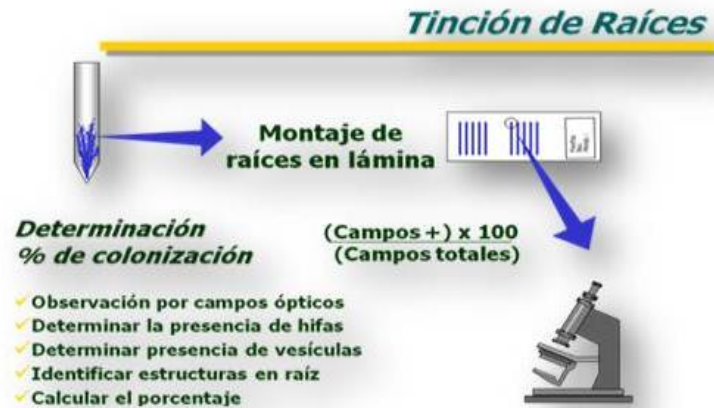 Tinción de Raíces
Montaje de
raíces en lámina
Determinación
% de colonización
(Campos +) x 100
(Campos totales)
Observación por campos ópticos
Determinar la presencia de hifas
Determinar presencia de vesículas
Identificar estructuras en raíz
Calcular el porcentaje